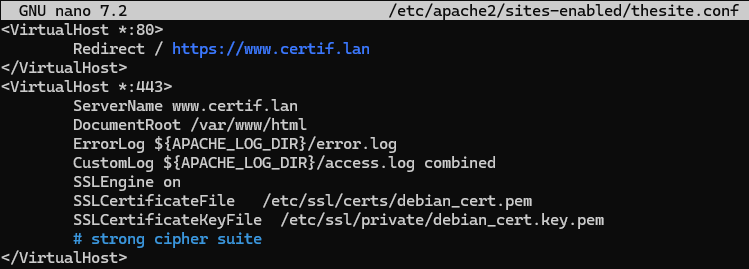 GNU nano 7.2 /etc/apache2/sites-enabled/thesite.conf
<VirtualHost *:80>
Redirect / https://www.certif.lan
</VirtualHost>
<VirtualHost *:443>
ServerName www.certif.lan
DocumentRoot /var/www/html
ErrorLog ${APACHE_LOG_DIR}/error.log
CustomLog ${APACHE_LOG_DIR}/access.log combined
SSLEngine on
SSLCertificateFile /etc/ssl/certs/debian_cert.pem
SSLCertificateKeyFile /etc/ssl/private/debian_cert.key.pem
# strong cipher suite
</VirtualHost>